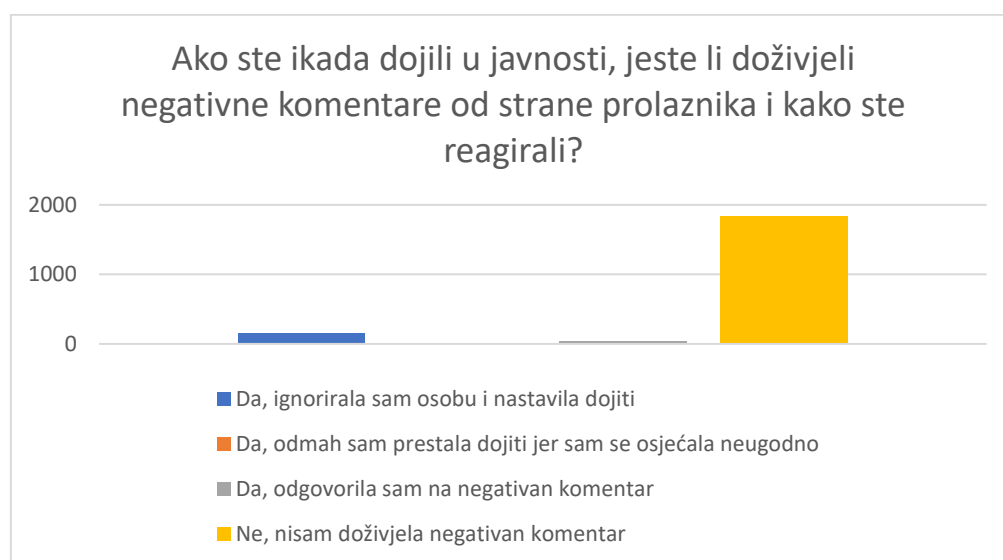 Ako ste ikada dojili u javnosti, jeste li doživjeli
negativne komentare od strane prolaznika i kako ste
reagirali?
2000
1000
0
Da, ignorirala sam osobu i nastavila dojiti
Da, odmah sam prestala dojiti jer sam se osjećala neugodno
Da, odgovorila sam na negativan komentar
Ne, nisam doživjela negativan komentar